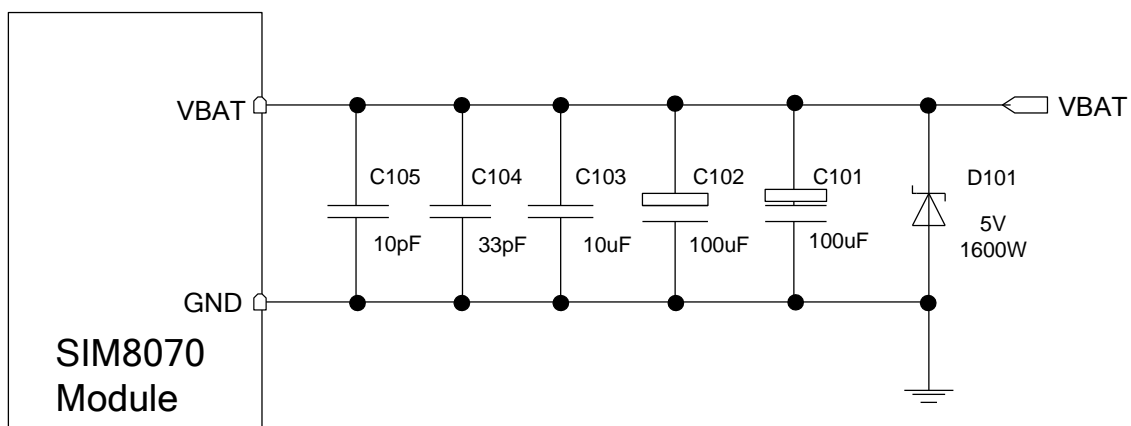 VBAT
VBAT
C105
C104
C103
C102
C101
D101
10pF
33pF
10uF
100uF
100uF
5V
1600W
GND
SIM8070
Module